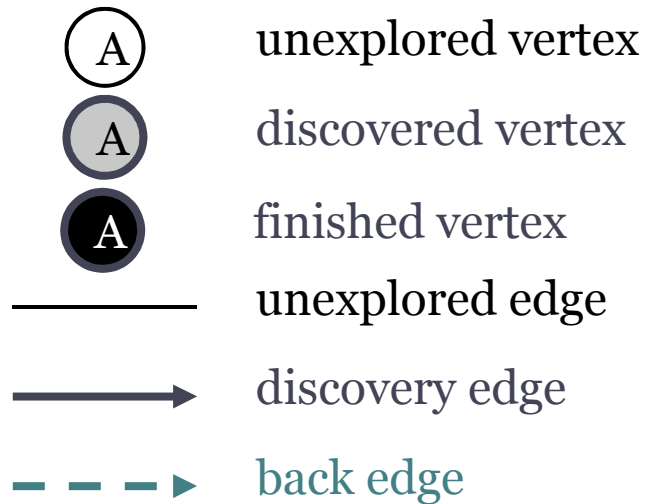 A unexplored vertex
A discovered vertex
A finished vertex
unexplored edge
discovery edge
back edge